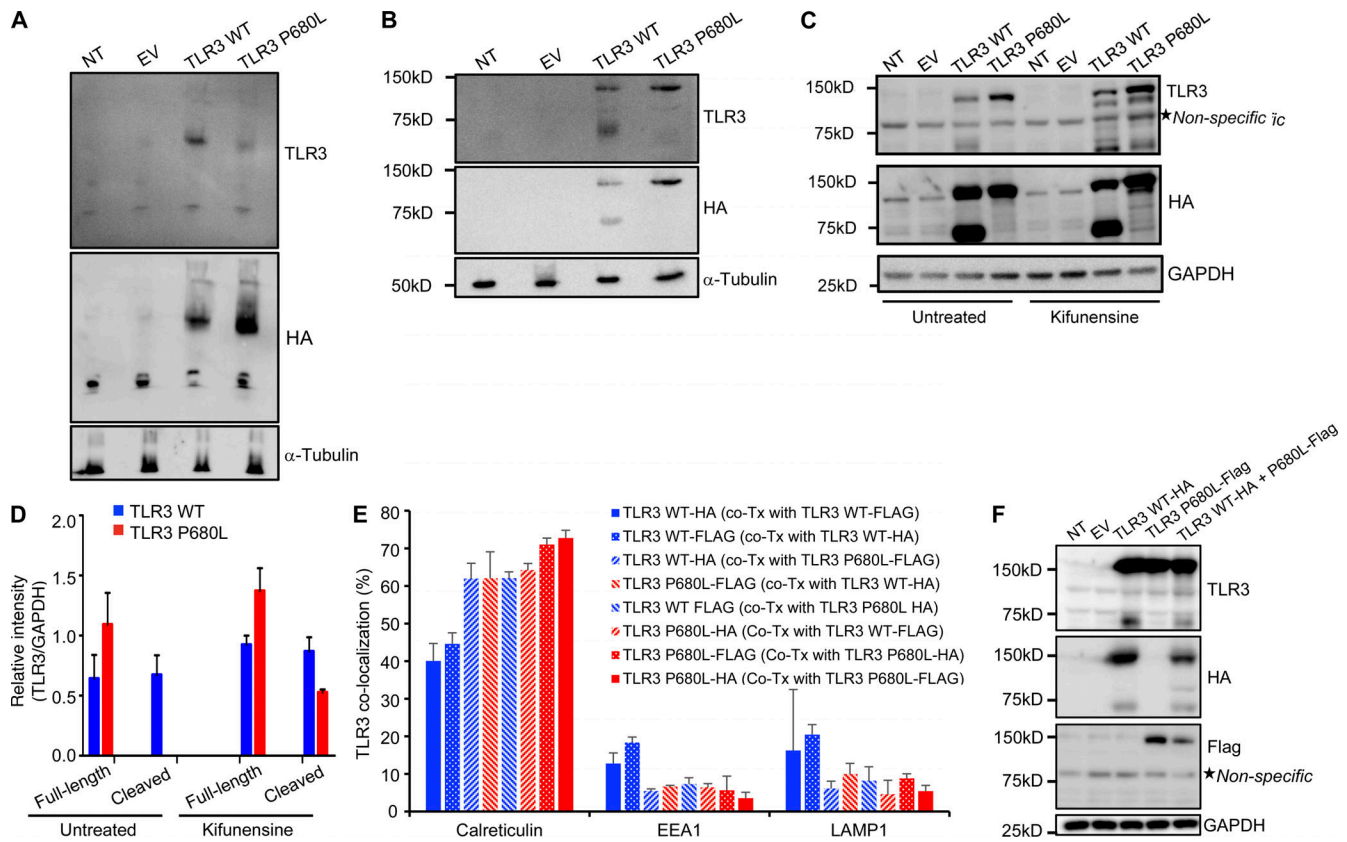 A
NT
EV
TLR3 WT
TLR3 P680L
TLR3
HA
α-Tubulin
B
NT
EV
TLR3 WT
TLR3 P680L
150kD
75kD
TLR3
150kD
75kD
HA
50kD
α-Tubulin
C
NT
EV
TLR3 WT
TLR3 P680L
NT
EV
TLR3 WT
TLR3 P680L
150kD
75kD
TLR3
★Non-specific ïc
150kD
75kD
HA
25kD
GAPDH
Untreated
Kifunensine
D
TLR3 WT
TLR3 P680L
Relative intensity
(TLR3/GAPDH)
2.0
1.5
1.0
0.5
0.0
Full-length
Cleaved
Full-length
Cleaved
Untreated
Kifunensine
E
TLR3 co-localization (%)
80
70
60
50
40
30
20
10
0
TLR3 WT-HA (co-Tx with TLR3 WT-FLAG)
TLR3 WT-FLAG (co-Tx with TLR3 WT-HA)
TLR3 WT-HA (co-Tx with TLR3 P680L-FLAG)
TLR3 P680L-FLAG (co-Tx with TLR3 WT-HA)
TLR3 WT FLAG (co-Tx with TLR3 P680L HA)
TLR3 P680L-HA (Co-Tx with TLR3 WT-FLAG)
TLR3 P680L-FLAG (Co-Tx with TLR3 P680L-HA)
TLR3 P680L-HA (Co-Tx with TLR3 P680L-FLAG)
Calreticulin
EEA1
LAMP1
F
NT
EV
TLR3 WT-HA
TLR3 P680L-Flag
TLR3 WT-HA + P680L-Flag
150kD
75kD
TLR3
150kD
75kD
HA
150kD
75kD
Flag
★Non-specific
25kD
GAPDH